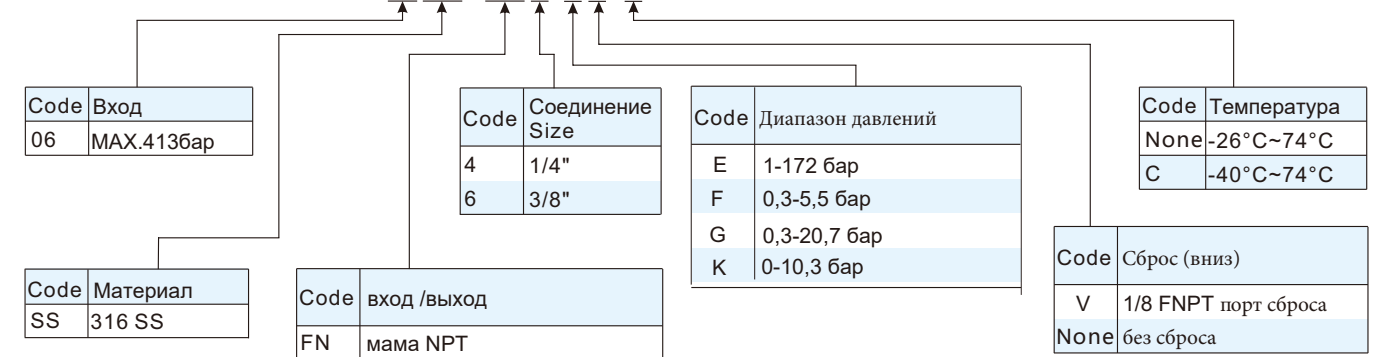 Code Вход
06 MAX.413бар
Code Материал
SS 316 SS
Code вход /выход
FN мама NPT
Code Соединение
Size
4 1/4"
6 3/8"
Code Диапазон давлений
E 1-172 бар
F 0,3-5,5 бар
G 0,3-20,7 бар
K 0-10,3 бар
Code Сброс (вниз)
V 1/8 FNPT порт сброса
None без сброса
Code Температура
None -26°C~74°C
C -40°C~74°C